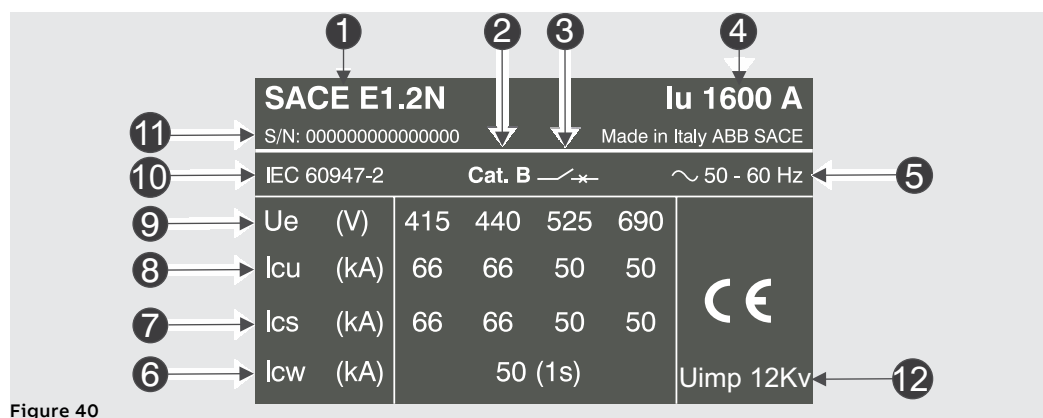 1 2 3 4
SACE E1.2N Iu 1600 A
11 S/N: 000000000000000 Made in Italy ABB SACE
10 IEC 60947-2 Cat. B 50 - 60 Hz 5
9 Ue (V) 415 440 525 690
8 Icu (kA) 66 66 50 50
7 Ics (kA) 66 66 50 50
CE
6 Icw (kA) 50 (1s) Uimp 12Kv 12
Figure 40